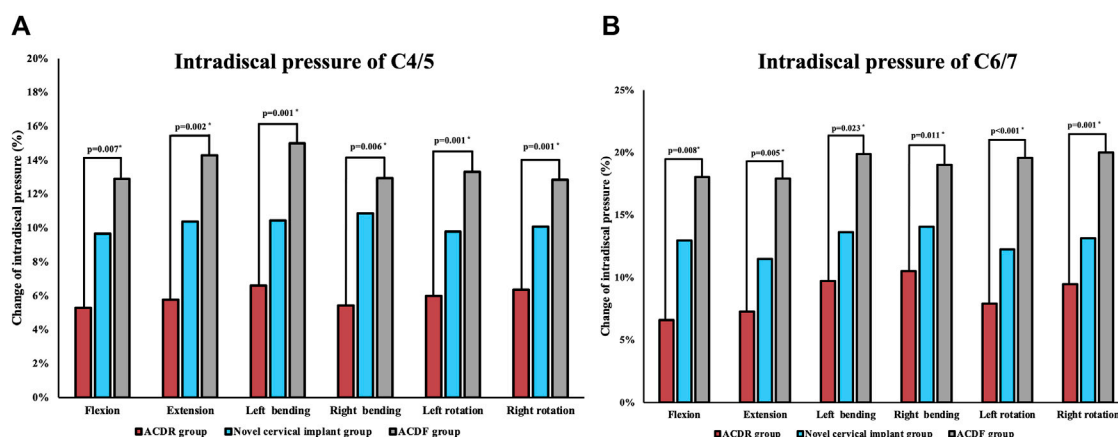 A
Intradiscal pressure of C4/5
Change of intradiscal pressure (%)
20%
18%
16%
14%
12%
10%
8%
6%
4%
2%
0%
p=0.007*
p=0.002 *
p=0.001 *
p=0.006 *
p=0.001 *
p=0.001 *
Flexion
Extension
Left bending
Right bending
Left rotation
Right rotation
ACDR group
Novel cervical implant group
ACDF group
B
Intradiscal pressure of C6/7
Change of intradiscal pressure (%)
25%
20%
15%
10%
5%
0%
p=0.008*
p=0.005 *
p=0.023 *
p=0.011 *
p<0.001 *
p=0.001 *
Flexion
Extension
Left bending
Right bending
Left rotation
Right rotation
ACDR group
Novel cervical implant group
ACDF group